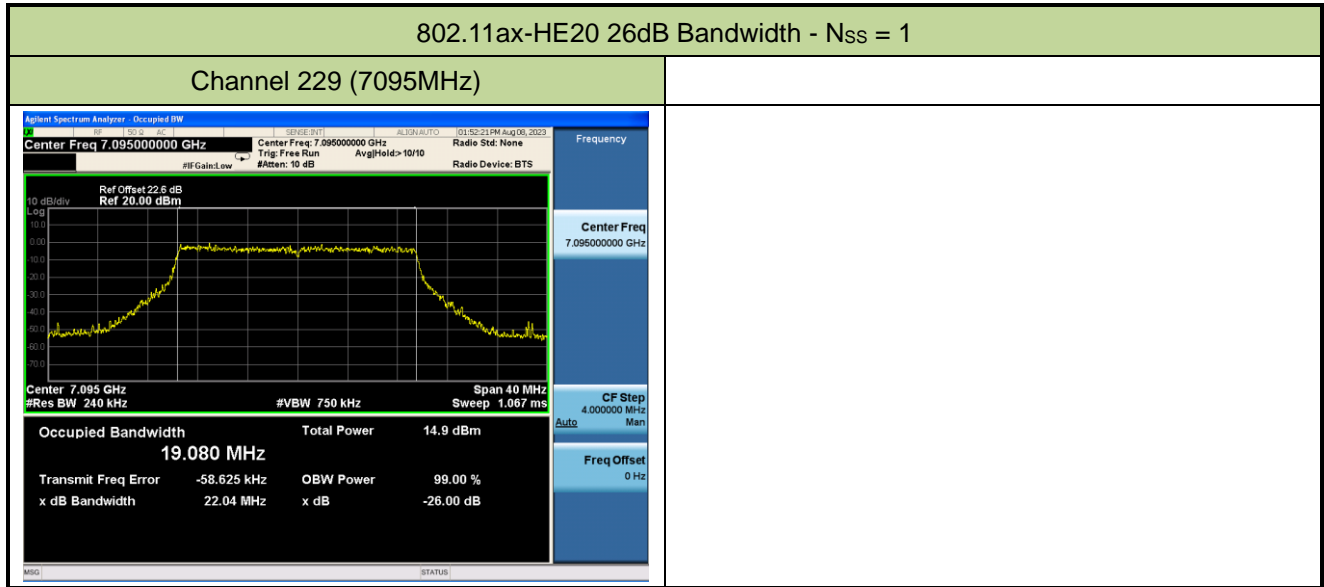 802.11ax-HE20 26dB Bandwidth - NSS = 1
Channel 229 (7095MHz)
Agilent Spectrum Analyzer - Occupied BW
RF 50 Ω AC SENSE:INT ALIGN AUTO 01:52:21 PM Aug 08, 2023
Center Freq 7.095000000 GHz Center Freq: 7.095000000 GHz Radio Std: None
Trig: Free Run Avg|Hold:>10/10
#IFGain:Low #Atten: 10 dB Radio Device: BTS
Ref Offset 22.6 dB
10 dB/div Ref 20.00 dBm
Log
10.0
0.00
-10.0
-20.0
-30.0
-40.0
-50.0
-60.0
-70.0
Center 7.095 GHz Span 40 MHz
#Res BW 240 kHz #VBW 750 kHz Sweep 1.067 ms
Occupied Bandwidth Total Power 14.9 dBm
19.080 MHz
Transmit Freq Error -58.625 kHz OBW Power 99.00 %
x dB Bandwidth 22.04 MHz x dB -26.00 dB
MSG STATUS
Frequency
Center Freq
7.095000000 GHz
CF Step
4.000000 MHz
Auto Man
Freq Offset
0 Hz